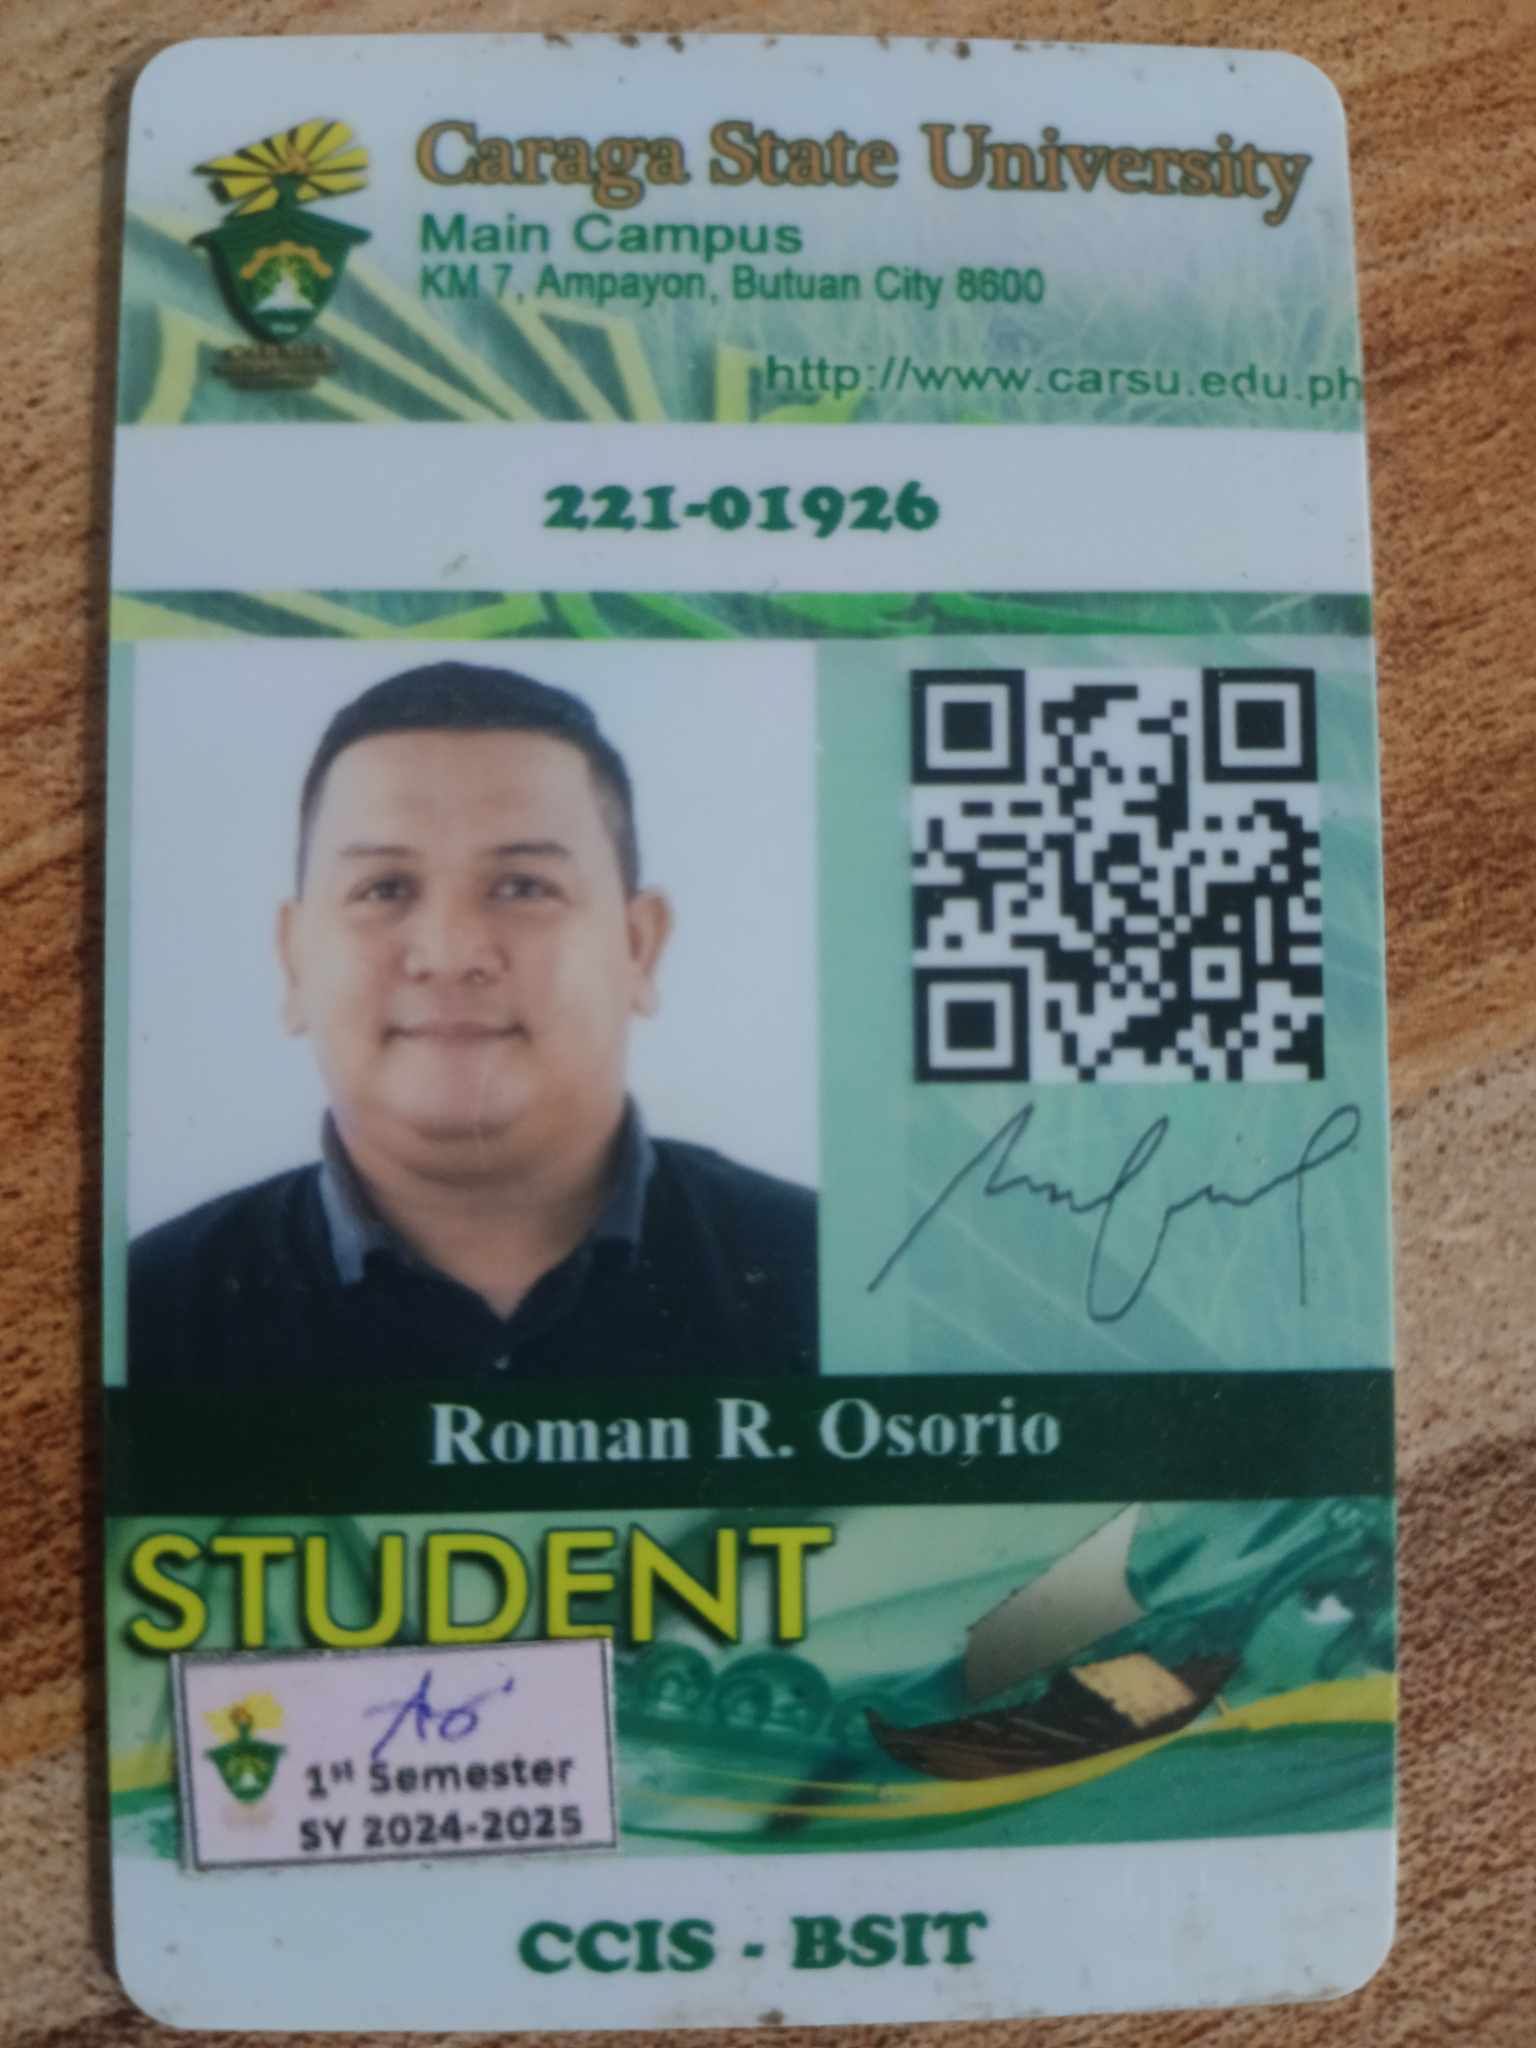 Caraga State University
Main Campus
KM 7, Ampayon, Butuan City 8600
http://www.carsu.edu.ph
221-01926
Roman R. Osorio
STUDENT
1st Semester
SY 2024-2025
CCIS - BSIT